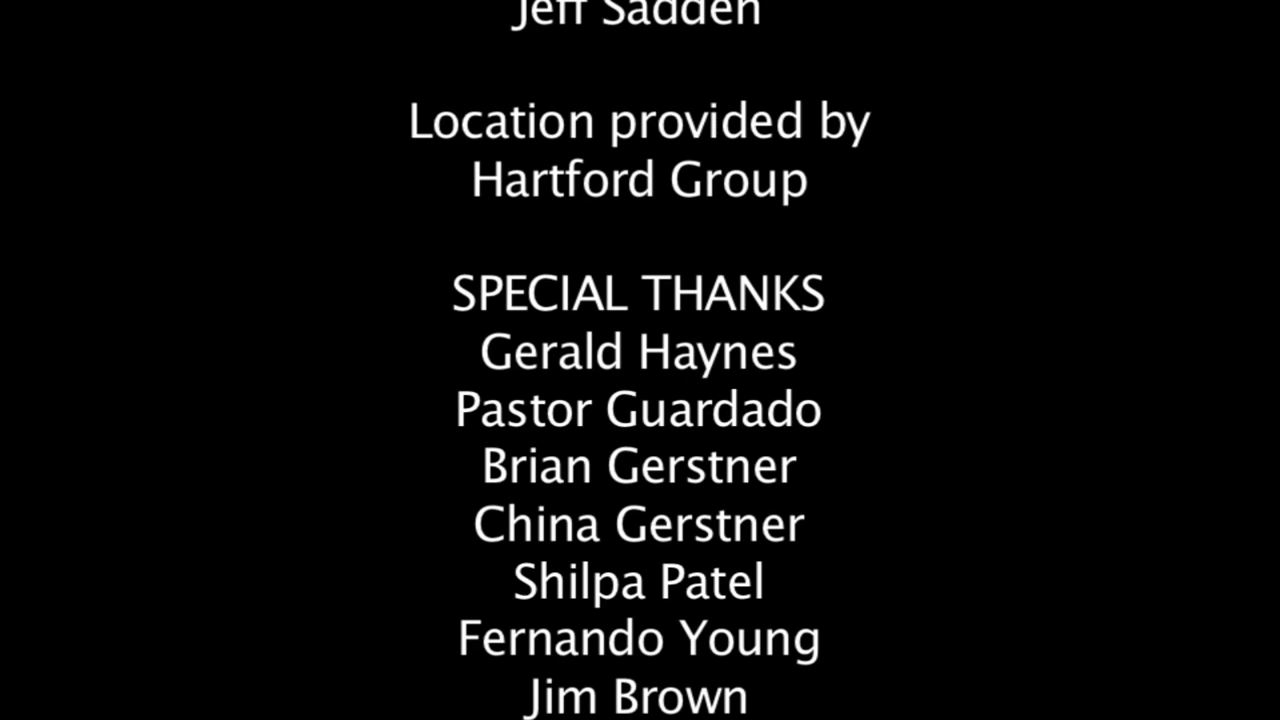 Jeff Sadden
Location provided by
Hartford Group
SPECIAL THANKS
Gerald Haynes
Pastor Guardado
Brian Gerstner
China Gerstner
Shilpa Patel
Fernando Young
Jim Brown